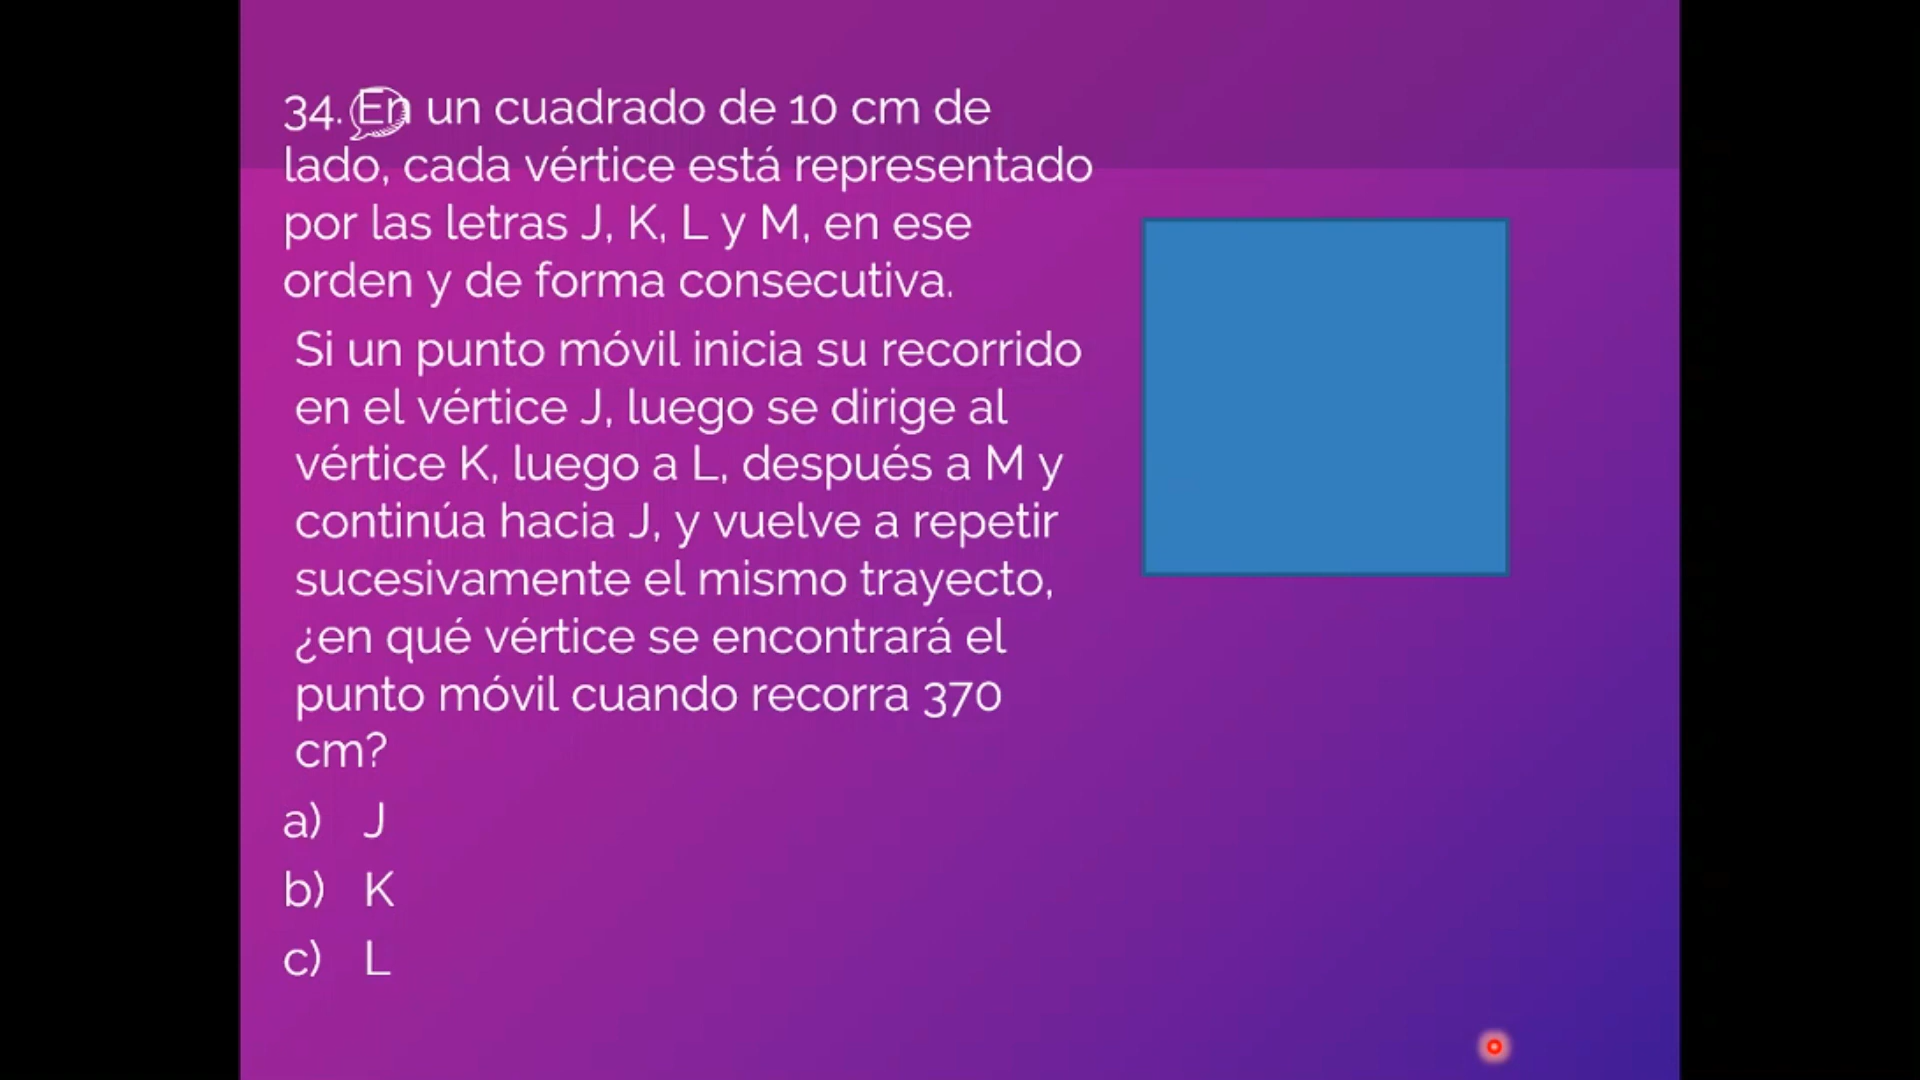 34. En un cuadrado de 10 cm de
lado, cada vértice está representado
por las letras J, K, L y M, en ese
orden y de forma consecutiva.
Si un punto móvil inicia su recorrido
en el vértice J, luego se dirige al
vértice K, luego a L, después a M y
continúa hacia J, y vuelve a repetir
sucesivamente el mismo trayecto,
¿en qué vértice se encontrará el
punto móvil cuando recorra 370
cm?
a) J
b) K
c) L